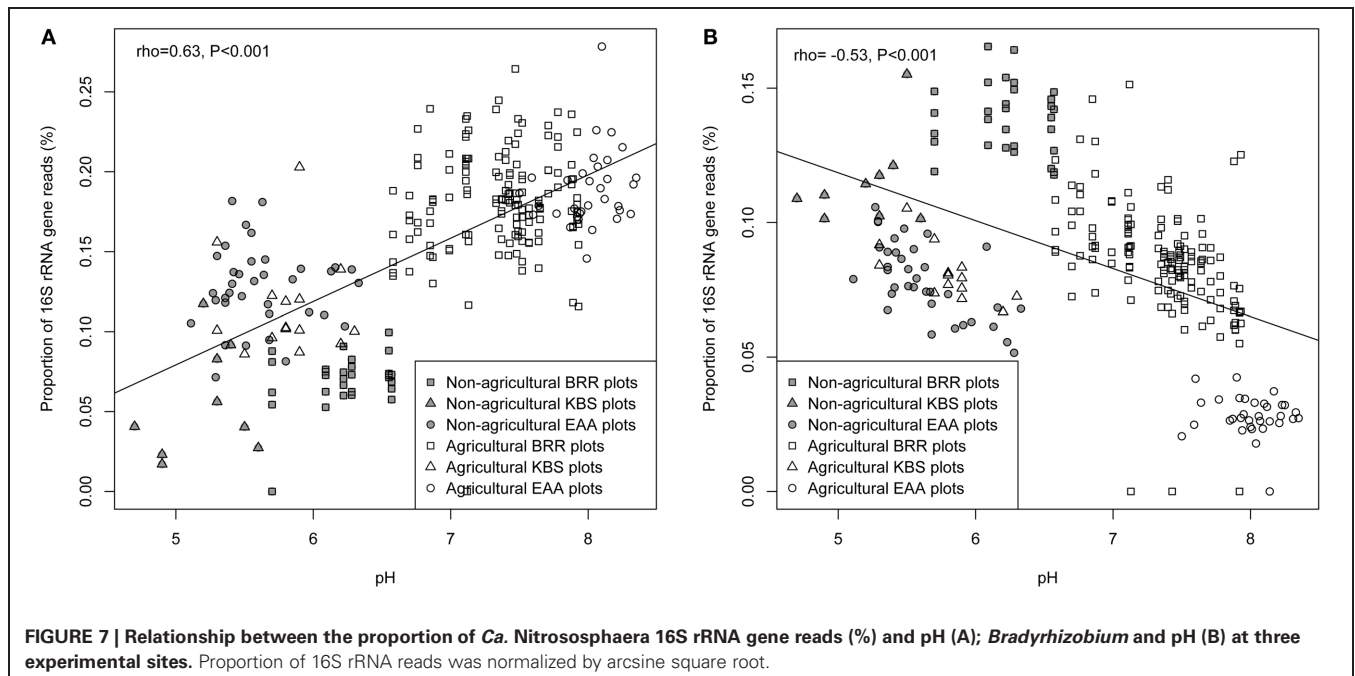 A
rho=0.63, P<0.001
Proportion of 16S rRNA gene reads (%)
0.25
0.20
0.15
0.10
0.05
0.00
5 6 7 8
pH
Non-agricultural BRR plots
Non-agricultural KBS plots
Non-agricultural EAA plots
Agricultural BRR plots
Agricultural KBS plots
Agricultural EAA plots
B
rho= -0.53, P<0.001
Proportion of 16S rRNA gene reads (%)
0.15
0.10
0.05
0.00
5 6 7 8
pH
Non-agricultural BRR plots
Non-agricultural KBS plots
Non-agricultural EAA plots
Agricultural BRR plots
Agricultural KBS plots
Agricultural EAA plots
FIGURE 7 | Relationship between the proportion of Ca. Nitrososphaera 16S rRNA gene reads (%) and pH (A); Bradyrhizobium and pH (B) at three
experimental sites. Proportion of 16S rRNA reads was normalized by arcsine square root.